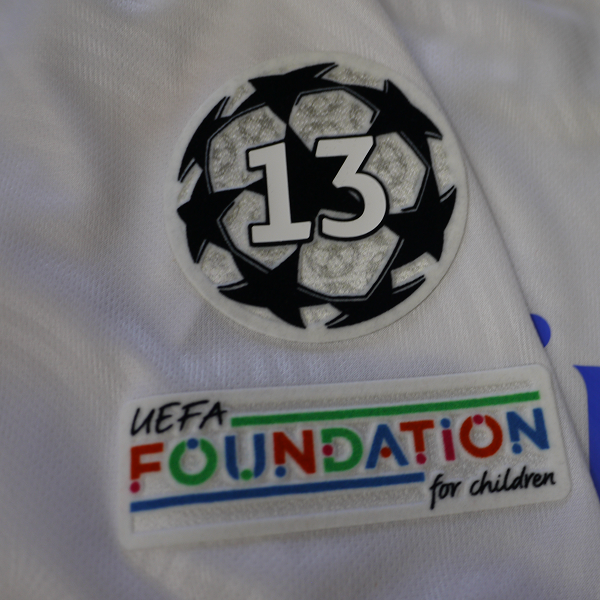 13
UEFA
FOUNDATION
for children